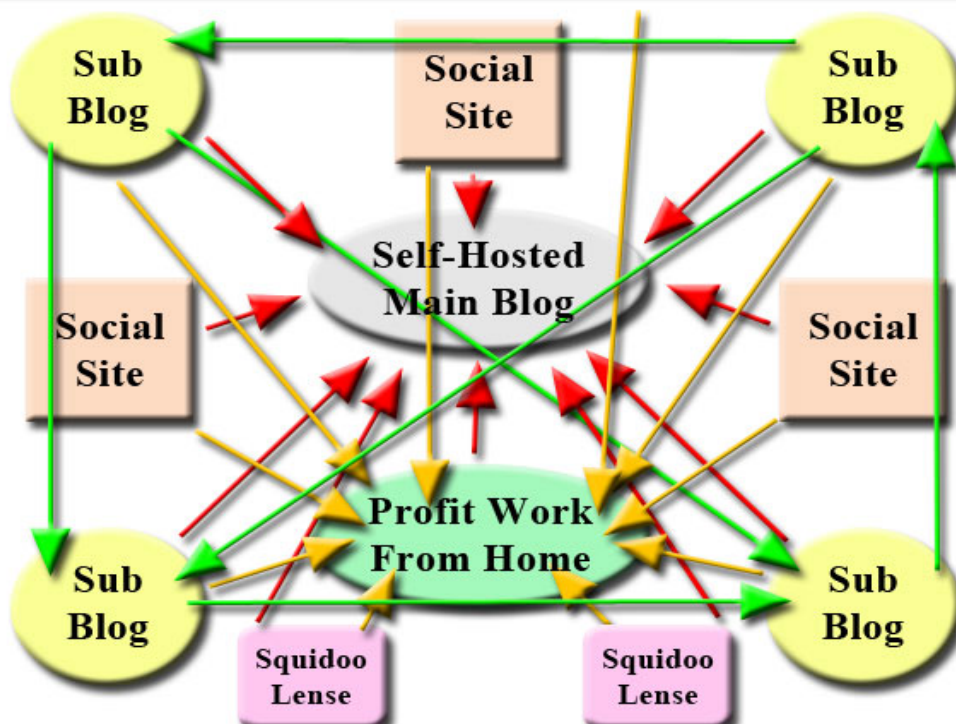 Sub
Blog
Social
Site
Sub
Blog
Self-Hosted
Main Blog
Social
Site
Social
Site
Profit Work
From Home
Sub
Blog
Sub
Blog
Squidoo
Lense
Squidoo
Lense